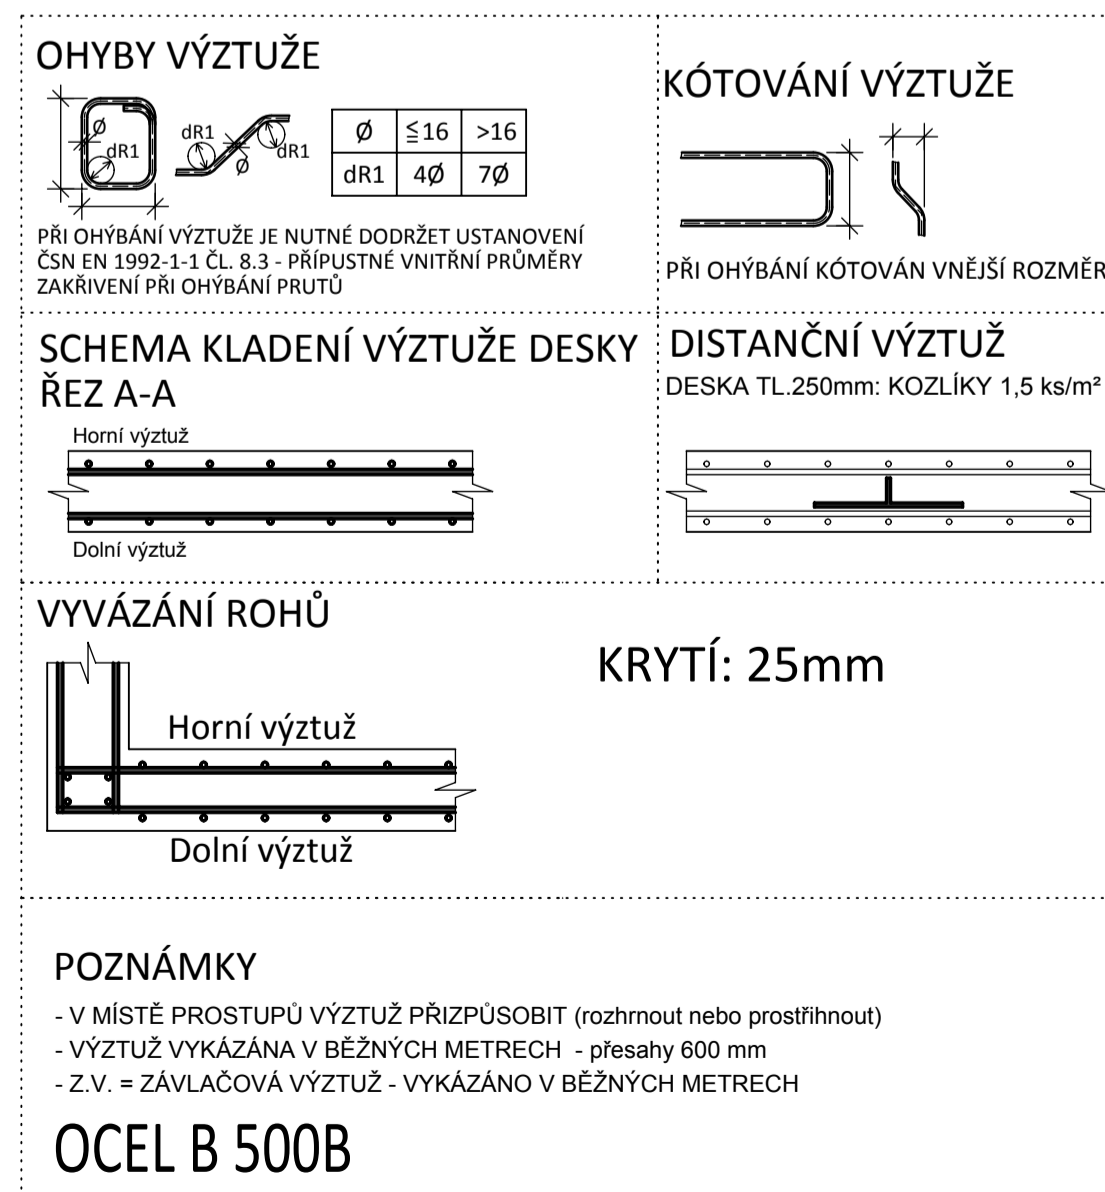 OHYBY VÝZTUŽE
Ø
dR1
dR1
Ø
dR1
Ø ≦16 >16
dR1 4Ø 7Ø
PŘI OHÝBÁNÍ VÝZTUŽE JE NUTNÉ DODRŽET USTANOVENÍ
ČSN EN 1992-1-1 ČL. 8.3 - PŘÍPUSTNÉ VNITŘNÍ PRŮMĚRY
ZAKŘIVENÍ PŘI OHÝBÁNÍ PRUTŮ
KÓTOVÁNÍ VÝZTUŽE
PŘI OHÝBÁNÍ KÓTOVÁN VNĚJŠÍ ROZMĚR
SCHEMA KLADENÍ VÝZTUŽE DESKY
ŘEZ A-A
Horní výztuž
Dolní výztuž
DISTANČNÍ VÝZTUŽ
DESKA TL.250mm: KOZLÍKY 1,5 ks/m²
VYVÁZÁNÍ ROHŮ
Horní výztuž
Dolní výztuž
KRYTÍ: 25mm
POZNÁMKY
- V MÍSTĚ PROSTUPŮ VÝZTUŽ PŘIZPŮSOBIT (rozhrnout nebo prostřihnout)
- VÝZTUŽ VYKÁZÁNA V BĚŽNÝCH METRECH - přesahy 600 mm
- Z.V. = ZÁVLAČOVÁ VÝZTUŽ - VYKÁZÁNO V BĚŽNÝCH METRECH
OCEL B 500B